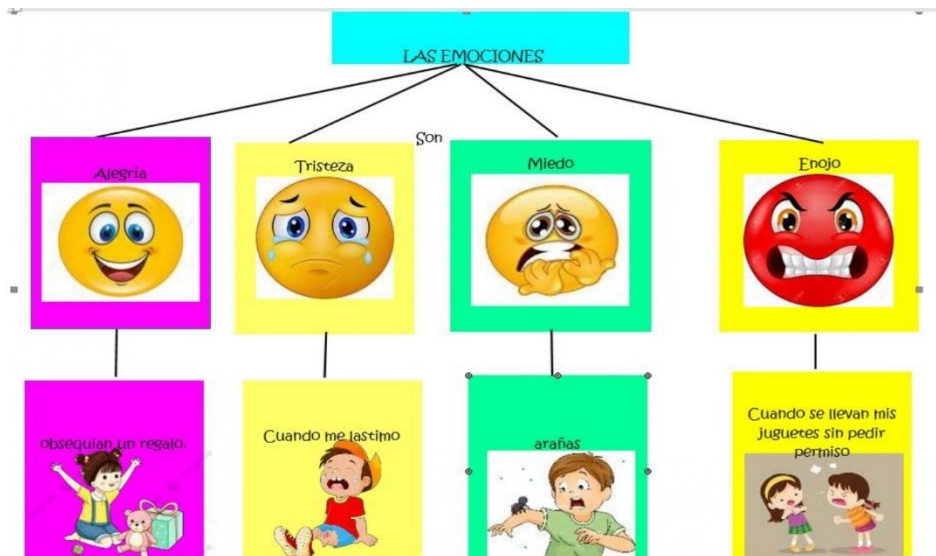 LAS EMOCIONES
Son
Alegría
Tristeza
Miedo
Enojo
obsequian un regalo.
Cuando me lastimo
arañas
Cuando se llevan mis
juguetes sin pedir
permiso